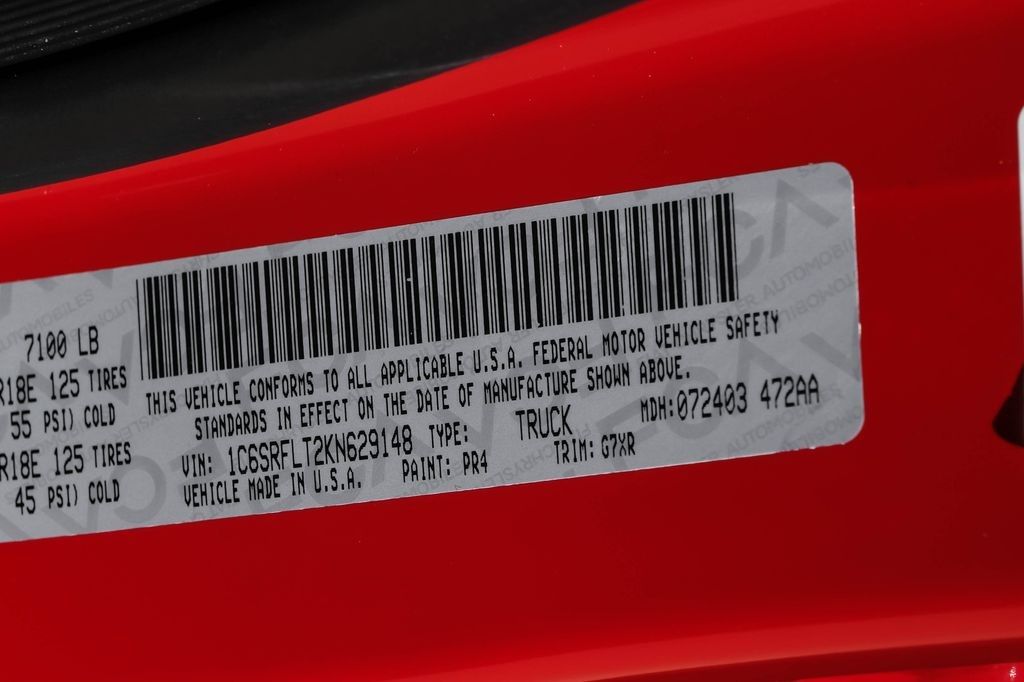 7100 LB
R18E 125 TIRES
55 PSI) COLD
R18E 125 TIRES
45 PSI) COLD
THIS VEHICLE CONFORMS TO ALL APPLICABLE U.S.A. FEDERAL MOTOR VEHICLE SAFETY
STANDARDS IN EFFECT ON THE DATE OF MANUFACTURE SHOWN ABOVE.
VIN: 1C6SRFLT2KN629148 TYPE: TRUCK MDH:072403 472AA
VEHICLE MADE IN U.S.A. PAINT: PR4 TRIM: G7XR